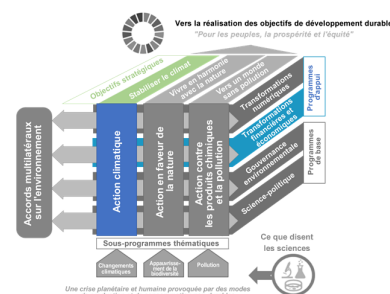 Vers la réalisation des objectifs de développement durable
"Pour les peuples, la prospérité et l'équité"
Objectifs stratégiques
Stabiliser le climat
Vivre en harmonie
avec la nature
Vers un monde
sans pollution
Transformations
numériques
Transformations
financières et
économiques
Gouvernance
environnementale
Science-politique
Programmes
d'appui
Programmes
de base
Accords multilatéraux
sur l'environnement
Action climatique
Action en faveur de
la nature
Action contre
les produits chimiques
et la pollution
Sous-programmes thématiques
Changements
climatiques
Appauvrisse-
ment de la
biodiversité
Pollution
Ce que disent
les sciences
Une crise planétaire et humaine provoquée par des modes